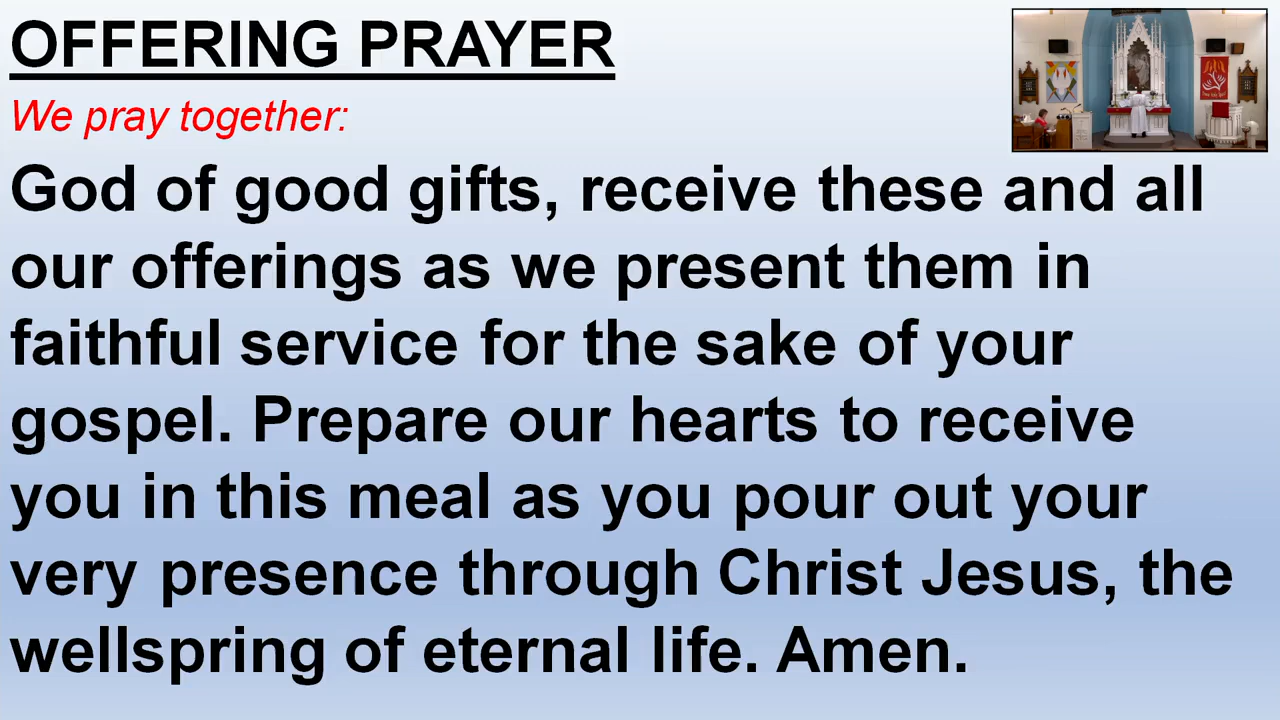 OFFERING PRAYER
We pray together:
God of good gifts, receive these and all
our offerings as we present them in
faithful service for the sake of your
gospel. Prepare our hearts to receive
you in this meal as you pour out your
very presence through Christ Jesus, the
wellspring of eternal life. Amen.